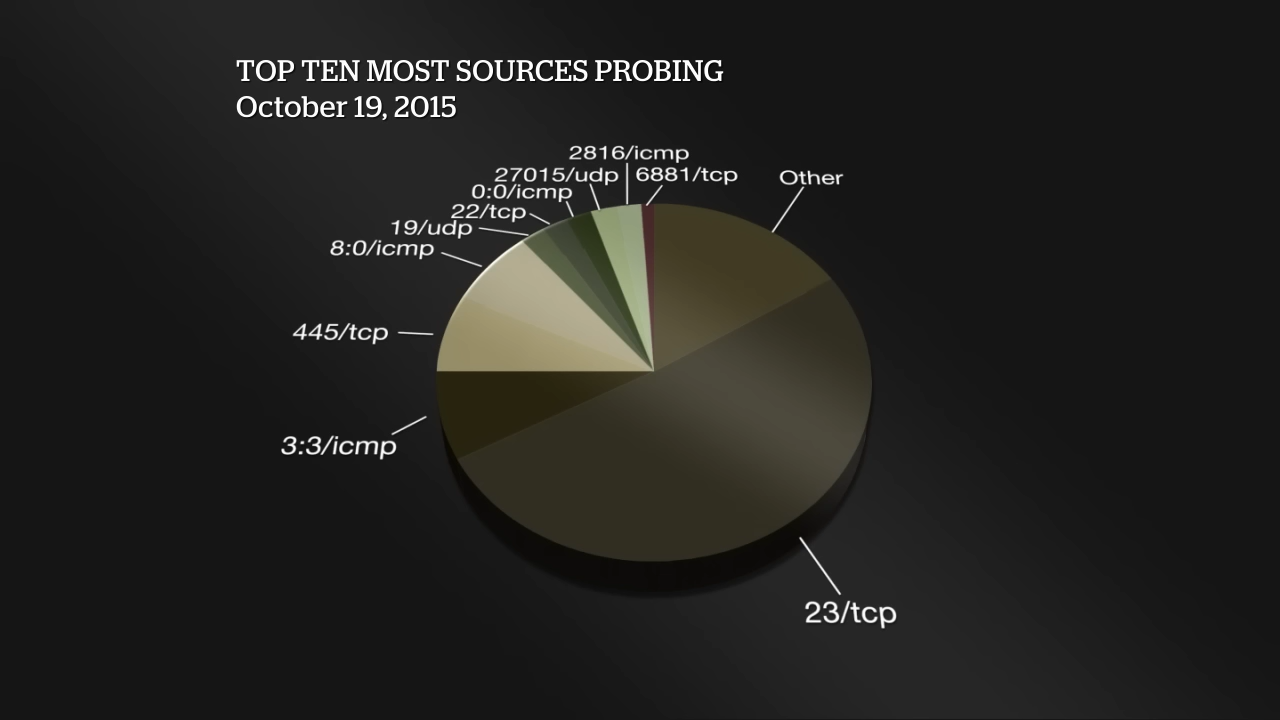 TOP TEN MOST SOURCES PROBING
October 19, 2015
2816/icmp
27015/udp
6881/tcp
Other
0:0/icmp
22/tcp
19/udp
8:0/icmp
445/tcp
3:3/icmp
23/tcp